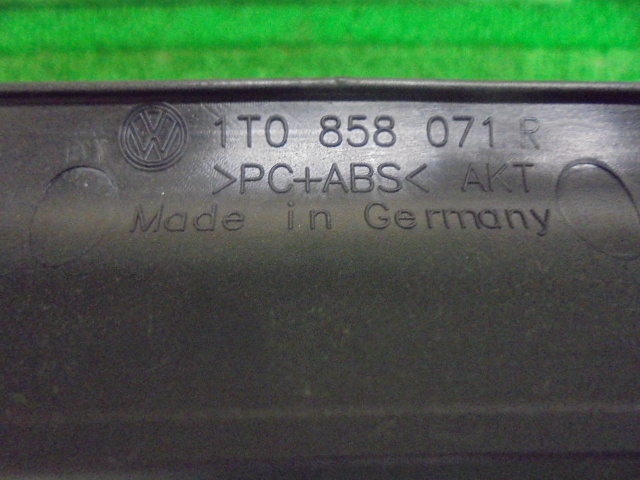 1T0 858 071 R
>PC+ABS< AKT
Made in Germany